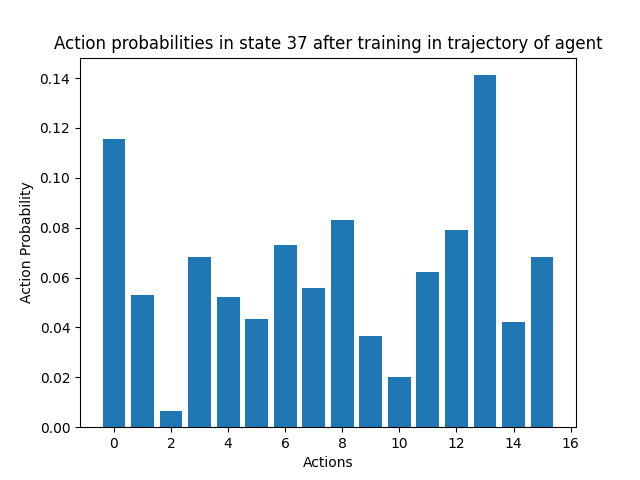 Action probabilities in state 37 after training in trajectory of agent
0.14
0.12
0.10
0.08
0.06
0.04
0.02
0.00
Action Probability
0 2 4 6 8 10 12 14 16
Actions